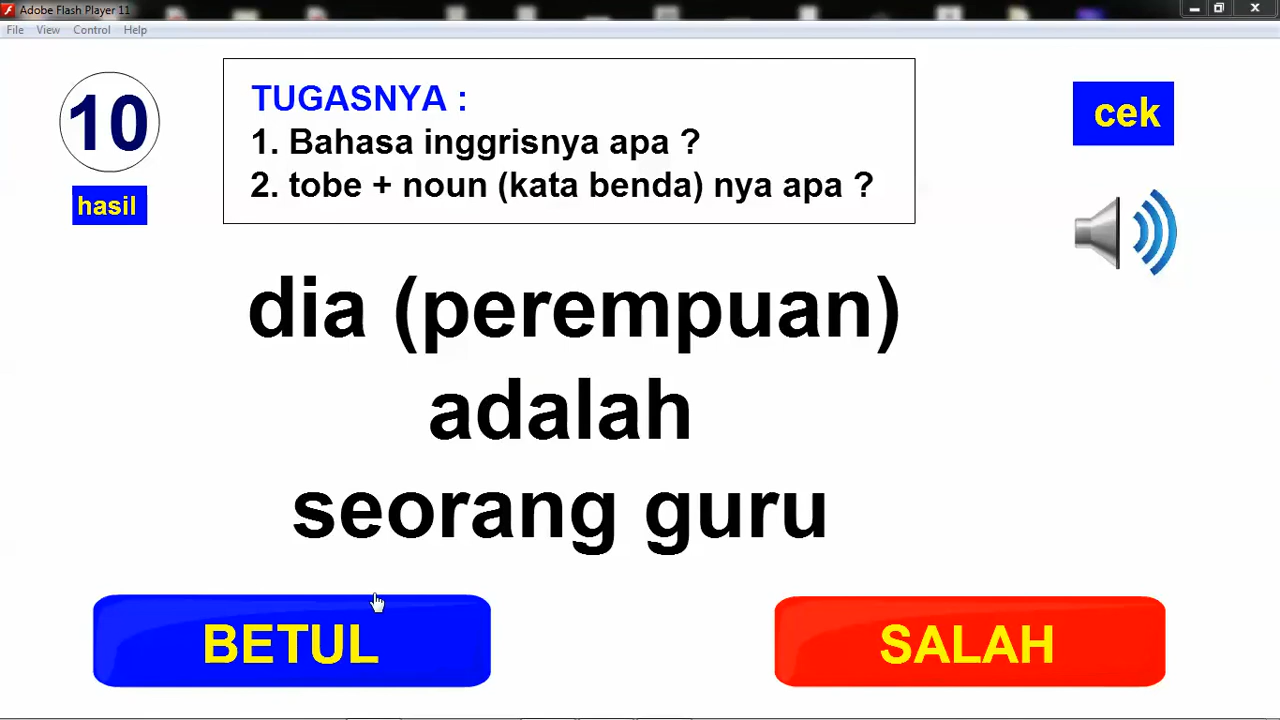 Adobe Flash Player 11
File View Control Help
10
hasil
TUGASNYA :
1. Bahasa inggrisnya apa ?
2. tobe + noun (kata benda) nya apa ?
cek
dia (perempuan)
adalah
seorang guru
BETUL
SALAH